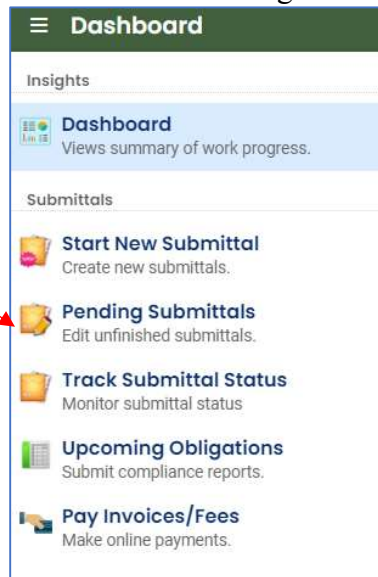 Dashboard
Insights
Dashboard
Views summary of work progress.
Submittals
Start New Submittal
Create new submittals.
Pending Submittals
Edit unfinished submittals.
Track Submittal Status
Monitor submittal status
Upcoming Obligations
Submit compliance reports.
Pay Invoices/Fees
Make online payments.